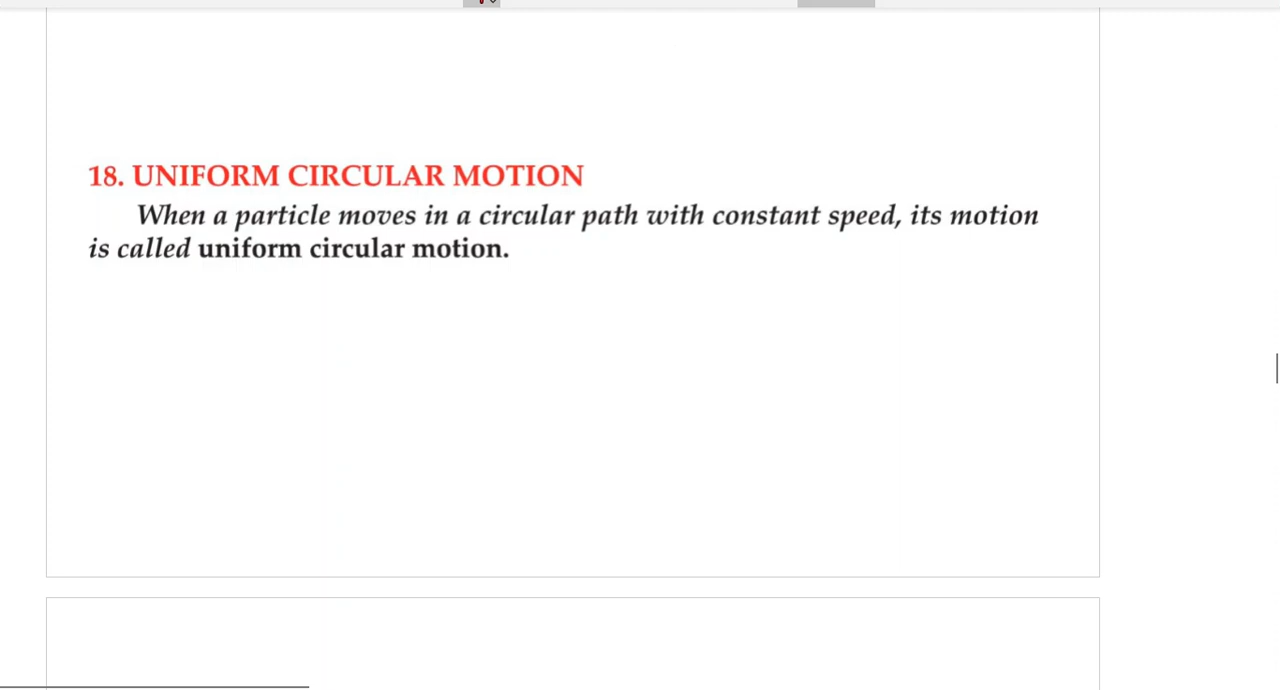 18. UNIFORM CIRCULAR MOTION
When a particle moves in a circular path with constant speed, its motion
is called uniform circular motion.